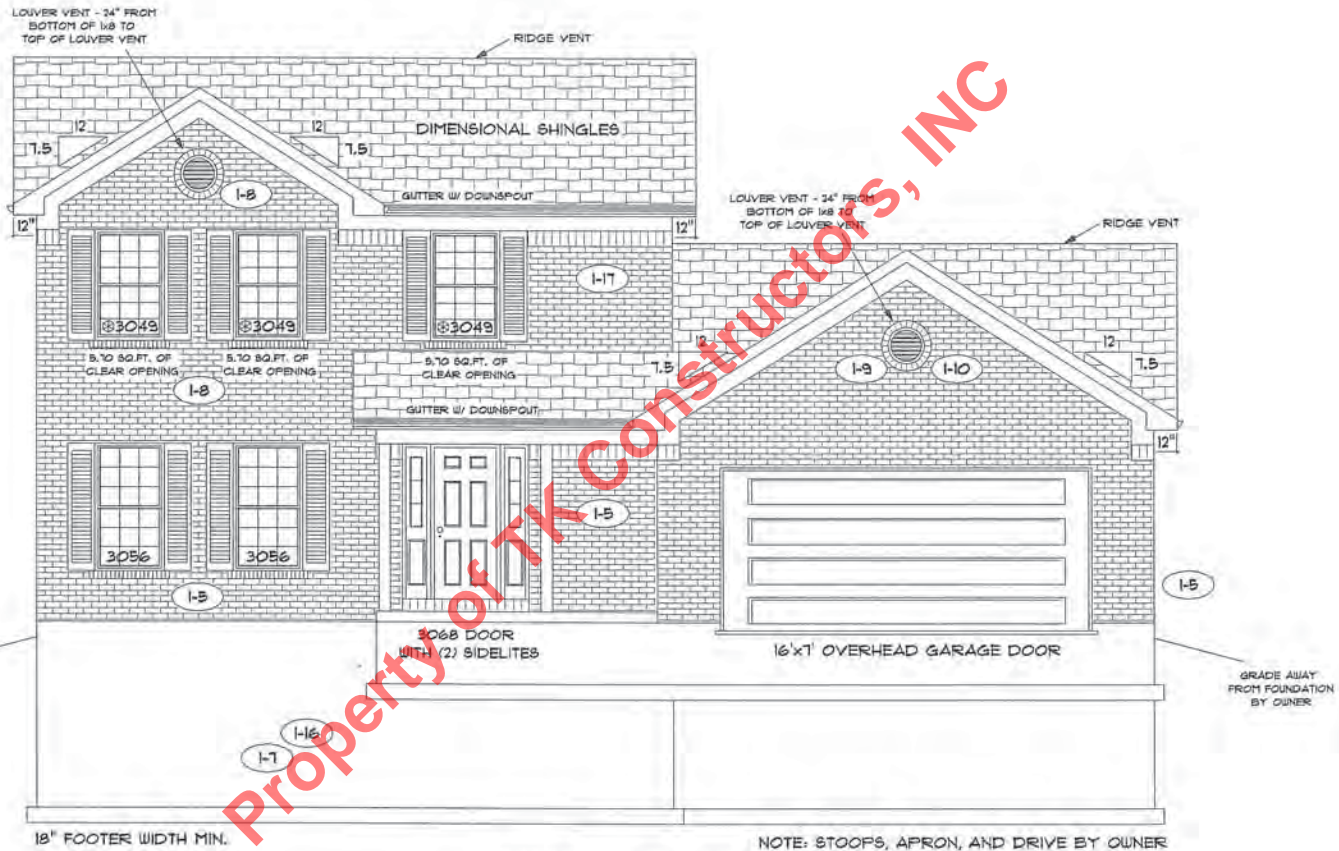 LOUVER VENT - 24" FROM
BOTTOM OF 1x8 TO
TOP OF LOUVER VENT
RIDGE VENT
12
7.5
12
7.5
DIMENSIONAL SHINGLES
1-8
GUTTER W/ DOWNSPOUT
12"
12"
LOUVER VENT - 24" FROM
BOTTOM OF 1x8 TO
TOP OF LOUVER VENT
RIDGE VENT
1-17
3049
3049
3049
5.70 SQ.FT. OF
CLEAR OPENING
5.70 SQ.FT. OF
CLEAR OPENING
5.70 SQ.FT. OF
CLEAR OPENING
1-8
12
7.5
12
7.5
1-9
1-10
GUTTER W/ DOWNSPOUT
12"
1-5
3056
3056
1-5
1-5
3068 DOOR
WITH (2) SIDELITES
16'x7' OVERHEAD GARAGE DOOR
GRADE AWAY
FROM FOUNDATION
BY OWNER
1-16
1-7
18" FOOTER WIDTH MIN.
NOTE: STOOPS, APRON, AND DRIVE BY OWNER
Property of TK Constructors, INC